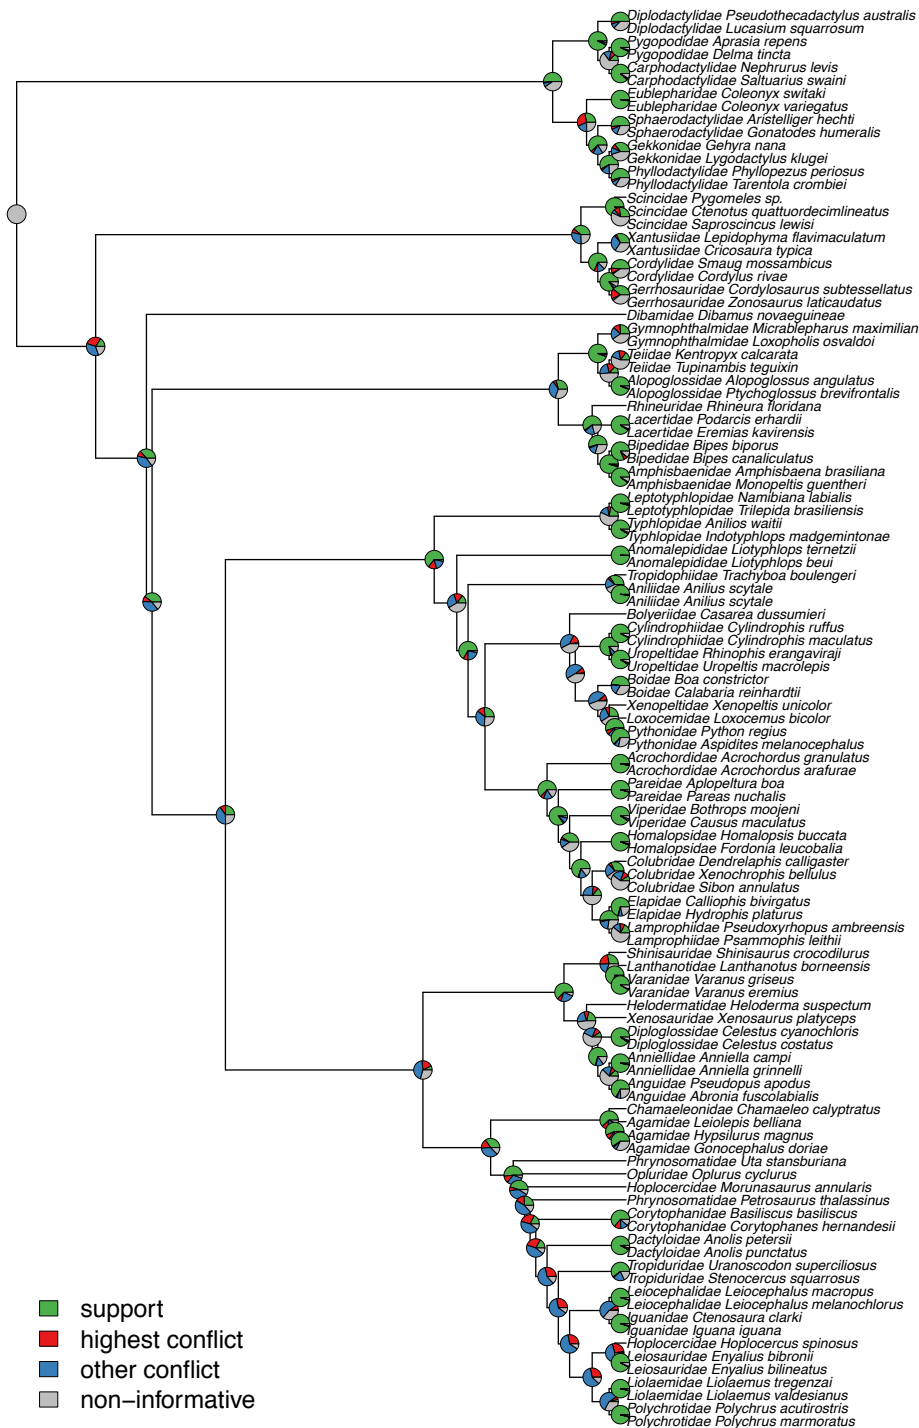 Diplodactylidae Pseudothecadactylus australis
Diplodactylidae Lucasium squarrosum
Pygopodidae Aprasia repens
Pygopodidae Delma tincta
Carphodactylidae Nephrurus levis
Carphodactylidae Saltuarius swaini
Eublepharidae Coleonyx switaki
Eublepharidae Coleonyx variegatus
Sphaerodactylidae Aristelliger hechti
Sphaerodactylidae Gonatodes humeralis
Gekkonidae Gehyra nana
Gekkonidae Lygodactylus klugei
Phyllodactylidae Phyllopezus periosus
Phyllodactylidae Tarentola crombiei
Scincidae Pygomeles sp.
Scincidae Ctenotus quattuordecimlineatus
Scincidae Saproscincus lewisi
Xantusiidae Lepidophyma flavimaculatum
Xantusiidae Cricosaura typica
Cordylidae Smaug mossambicus
Cordylidae Cordylus rivae
Gerrhosauridae Cordylosaurus subtessellatus
Gerrhosauridae Zonosaurus laticaudatus
Dibamidae Dibamus novaeguineae
Gymnophthalmidae Micrablepharus maximilian
Gymnophthalmidae Loxopholis osvaldoi
Teiidae Kentropyx calcarata
Teiidae Tupinambis teguixin
Alopoglossidae Alopoglossus angulatus
Alopoglossidae Ptychoglossus brevifrontalis
Rhineuridae Rhineura floridana
Lacertidae Podarcis erhardii
Lacertidae Eremias kavirensis
Bipedidae Bipes biporus
Bipedidae Bipes canaliculatus
Amphisbaenidae Amphisbaena brasiliana
Amphisbaenidae Monopeltis guentheri
Leptotyphlopidae Namibiana labialis
Leptotyphlopidae Trilepida brasiliensis
Typhlopidae Anilios waitii
Typhlopidae Indotyphlops madgemintonae
Anomalepididae Liotyphlops ternetzii
Anomalepididae Liotyphlops beui
Tropidophiidae Trachyboa boulengeri
Aniliidae Anilius scytale
Aniliidae Anilius scytale
Bolyeriidae Casarea dussumieri
Cylindrophiidae Cylindrophis ruffus
Cylindrophiidae Cylindrophis maculatus
Uropeltidae Rhinophis erangaviraji
Uropeltidae Uropeltis macrolepis
Boidae Boa constrictor
Boidae Calabaria reinhardtii
Xenopeltidae Xenopeltis unicolor
Loxocemidae Loxocemus bicolor
Pythonidae Python regius
Pythonidae Aspidites melanocephalus
Acrochordidae Acrochordus granulatus
Acrochordidae Acrochordus arafurae
Pareidae Aplopeltura boa
Pareidae Pareas nuchalis
Viperidae Bothrops moojeni
Viperidae Causus maculatus
Homalopsidae Homalopsis buccata
Homalopsidae Fordonia leucobalia
Colubridae Dendrelaphis calligaster
Colubridae Xenochrophis bellulus
Colubridae Sibon annulatus
Elapidae Calliophis bivirgatus
Elapidae Hydrophis platurus
Lamprophiidae Pseudoxyrhopus ambreensis
Lamprophiidae Psammophis leithii
Shinisauridae Shinisaurus crocodilurus
Lanthanotidae Lanthanotus borneensis
Varanidae Varanus griseus
Varanidae Varanus eremius
Helodermatidae Heloderma suspectum
Xenosauridae Xenosaurus platyceps
Diploglossidae Celestus cyanochloris
Diploglossidae Celestus costatus
Anniellidae Anniella campi
Anniellidae Anniella grinnelli
Anguidae Pseudopus apodus
Anguidae Abronia fuscolabialis
Chamaeleonidae Chamaeleo calyptratus
Agamidae Leiolepis belliana
Agamidae Hypsilurus magnus
Agamidae Gonocephalus doriae
Phrynosomatidae Uta stansburiana
Opluridae Oplurus cyclurus
Hoplocercidae Morunasaurus annularis
Phrynosomatidae Petrosaurus thalassinus
Corytophanidae Basiliscus basiliscus
Corytophanidae Corytophanes hernandesii
Dactyloidae Anolis petersii
Dactyloidae Anolis punctatus
Tropiduridae Uranoscodon superciliosus
Tropiduridae Stenocercus squarrosus
Leiocephalidae Leiocephalus macropus
Leiocephalidae Leiocephalus melanochlorus
Iguanidae Ctenosaura clarki
Iguanidae Iguana iguana
Hoplocercidae Hoplocercus spinosus
Leiosauridae Enyalius bibronii
Leiosauridae Enyalius bilineatus
Liolaemidae Liolaemus tregenzai
Liolaemidae Liolaemus valdesianus
Polychrotidae Polychrus acutirostris
Polychrotidae Polychrus marmoratus
support
highest conflict
other conflict
non−informative